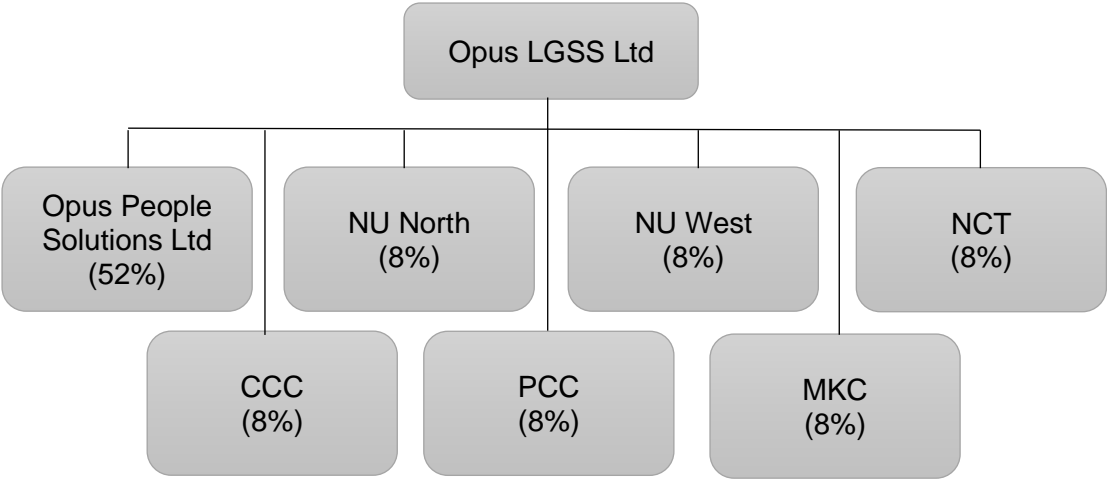 Opus LGSS Ltd
Opus People
Solutions Ltd
(52%)
NU North
(8%)
NU West
(8%)
NCT
(8%)
CCC
(8%)
PCC
(8%)
MKC
(8%)